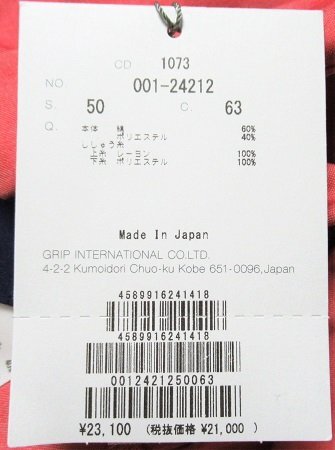 CD 1073
NO. 001-24212
S. 50 C. 63
Q. 本体 綿 60%
ポリエステル 40%
ししゅう糸
上糸 レーヨン 100%
下糸 ポリエステル 100%
Made In Japan
GRIP INTERNATIONAL CO.LTD.
4-2-2 Kumoidori Chuo-ku Kobe 651-0096,Japan
4589916241418
4589916241418
0012421250063
¥23,100 (税抜価格 ¥21,000 )